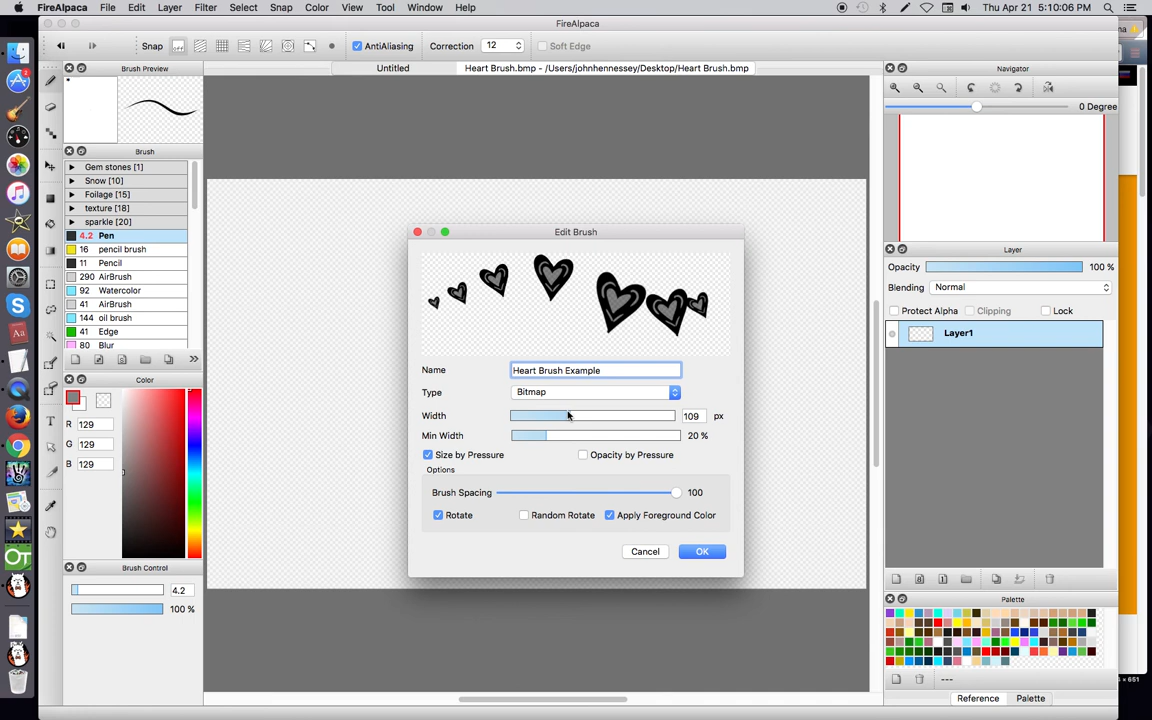 FireAlpaca File Edit Layer Filter Select Snap Color View Tool Window Help Thu Apr 21 5:10:06 PM
FireAlpaca
Snap AntiAliasing Correction 12 Soft Edge
Brush Preview Untitled Heart Brush.bmp - /Users/johnhennessey/Desktop/Heart Brush.bmp Navigator
0 Degree
Brush
Gem stones [1]
Snow [10]
Foilage [15]
texture [18]
sparkle [20]
4.2 Pen
16 pencil brush
11 Pencil
290 AirBrush
92 Watercolor
41 AirBrush
144 oil brush
41 Edge
80 Blur
Color
R 129
G 129
B 129
Brush Control
4.2
100 %
Edit Brush
Name Heart Brush Example
Type Bitmap
Width 109 px
Min Width 20 %
Size by Pressure Opacity by Pressure
Options
Brush Spacing 100
Rotate Random Rotate Apply Foreground Color
Cancel OK
Layer
Opacity 100 %
Blending Normal
Protect Alpha Clipping Lock
Layer1
Palette
---
Reference Palette